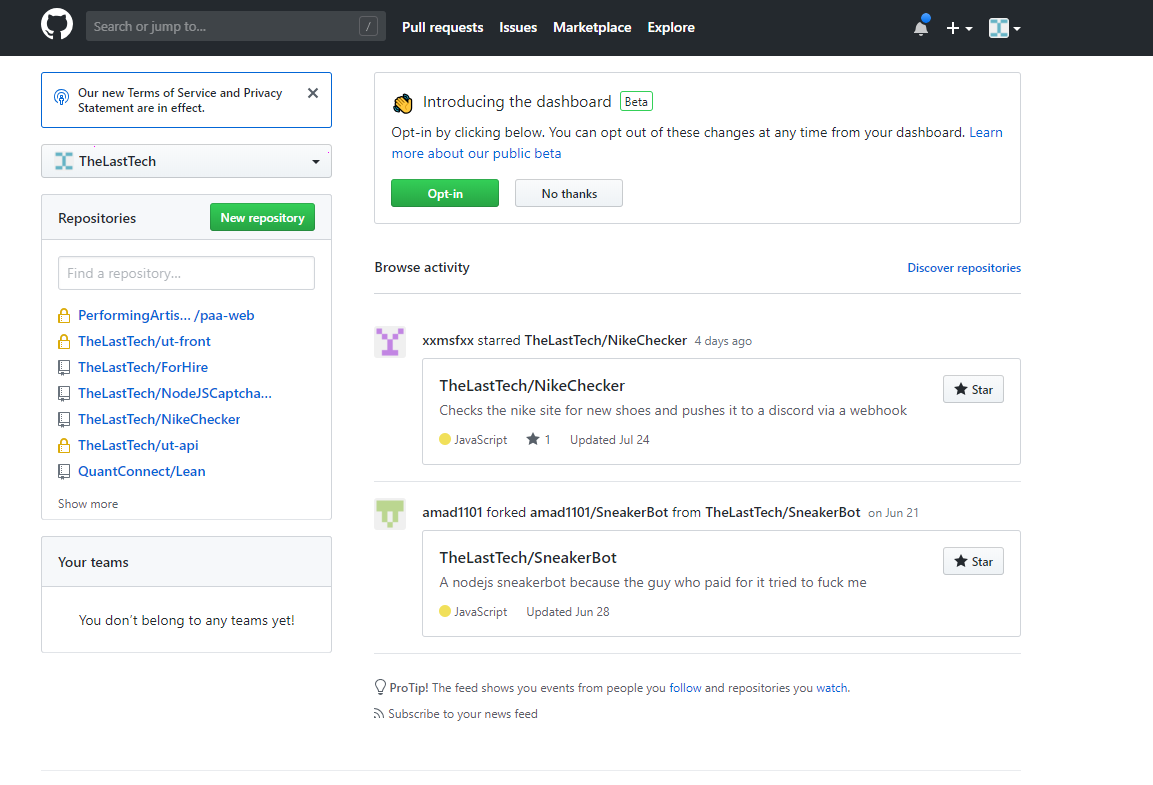 Search or jump to...
/
Pull requests
Issues
Marketplace
Explore
Our new Terms of Service and Privacy
Statement are in effect.
TheLastTech
Repositories
New repository
Find a repository...
PerformingArtis... /paa-web
TheLastTech/ut-front
TheLastTech/ForHire
TheLastTech/NodeJSCaptcha...
TheLastTech/NikeChecker
TheLastTech/ut-api
QuantConnect/Lean
Show more
Your teams
You don’t belong to any teams yet!
Introducing the dashboard Beta
Opt-in by clicking below. You can opt out of these changes at any time from your dashboard. Learn
more about our public beta
Opt-in
No thanks
Browse activity
Discover repositories
xxmsfxx starred TheLastTech/NikeChecker 4 days ago
TheLastTech/NikeChecker
Star
Checks the nike site for new shoes and pushes it to a discord via a webhook
JavaScript 1 Updated Jul 24
amad1101 forked amad1101/SneakerBot from TheLastTech/SneakerBot on Jun 21
TheLastTech/SneakerBot
Star
A nodejs sneakerbot because the guy who paid for it tried to fuck me
JavaScript Updated Jun 28
ProTip! The feed shows you events from people you follow and repositories you watch.
Subscribe to your news feed